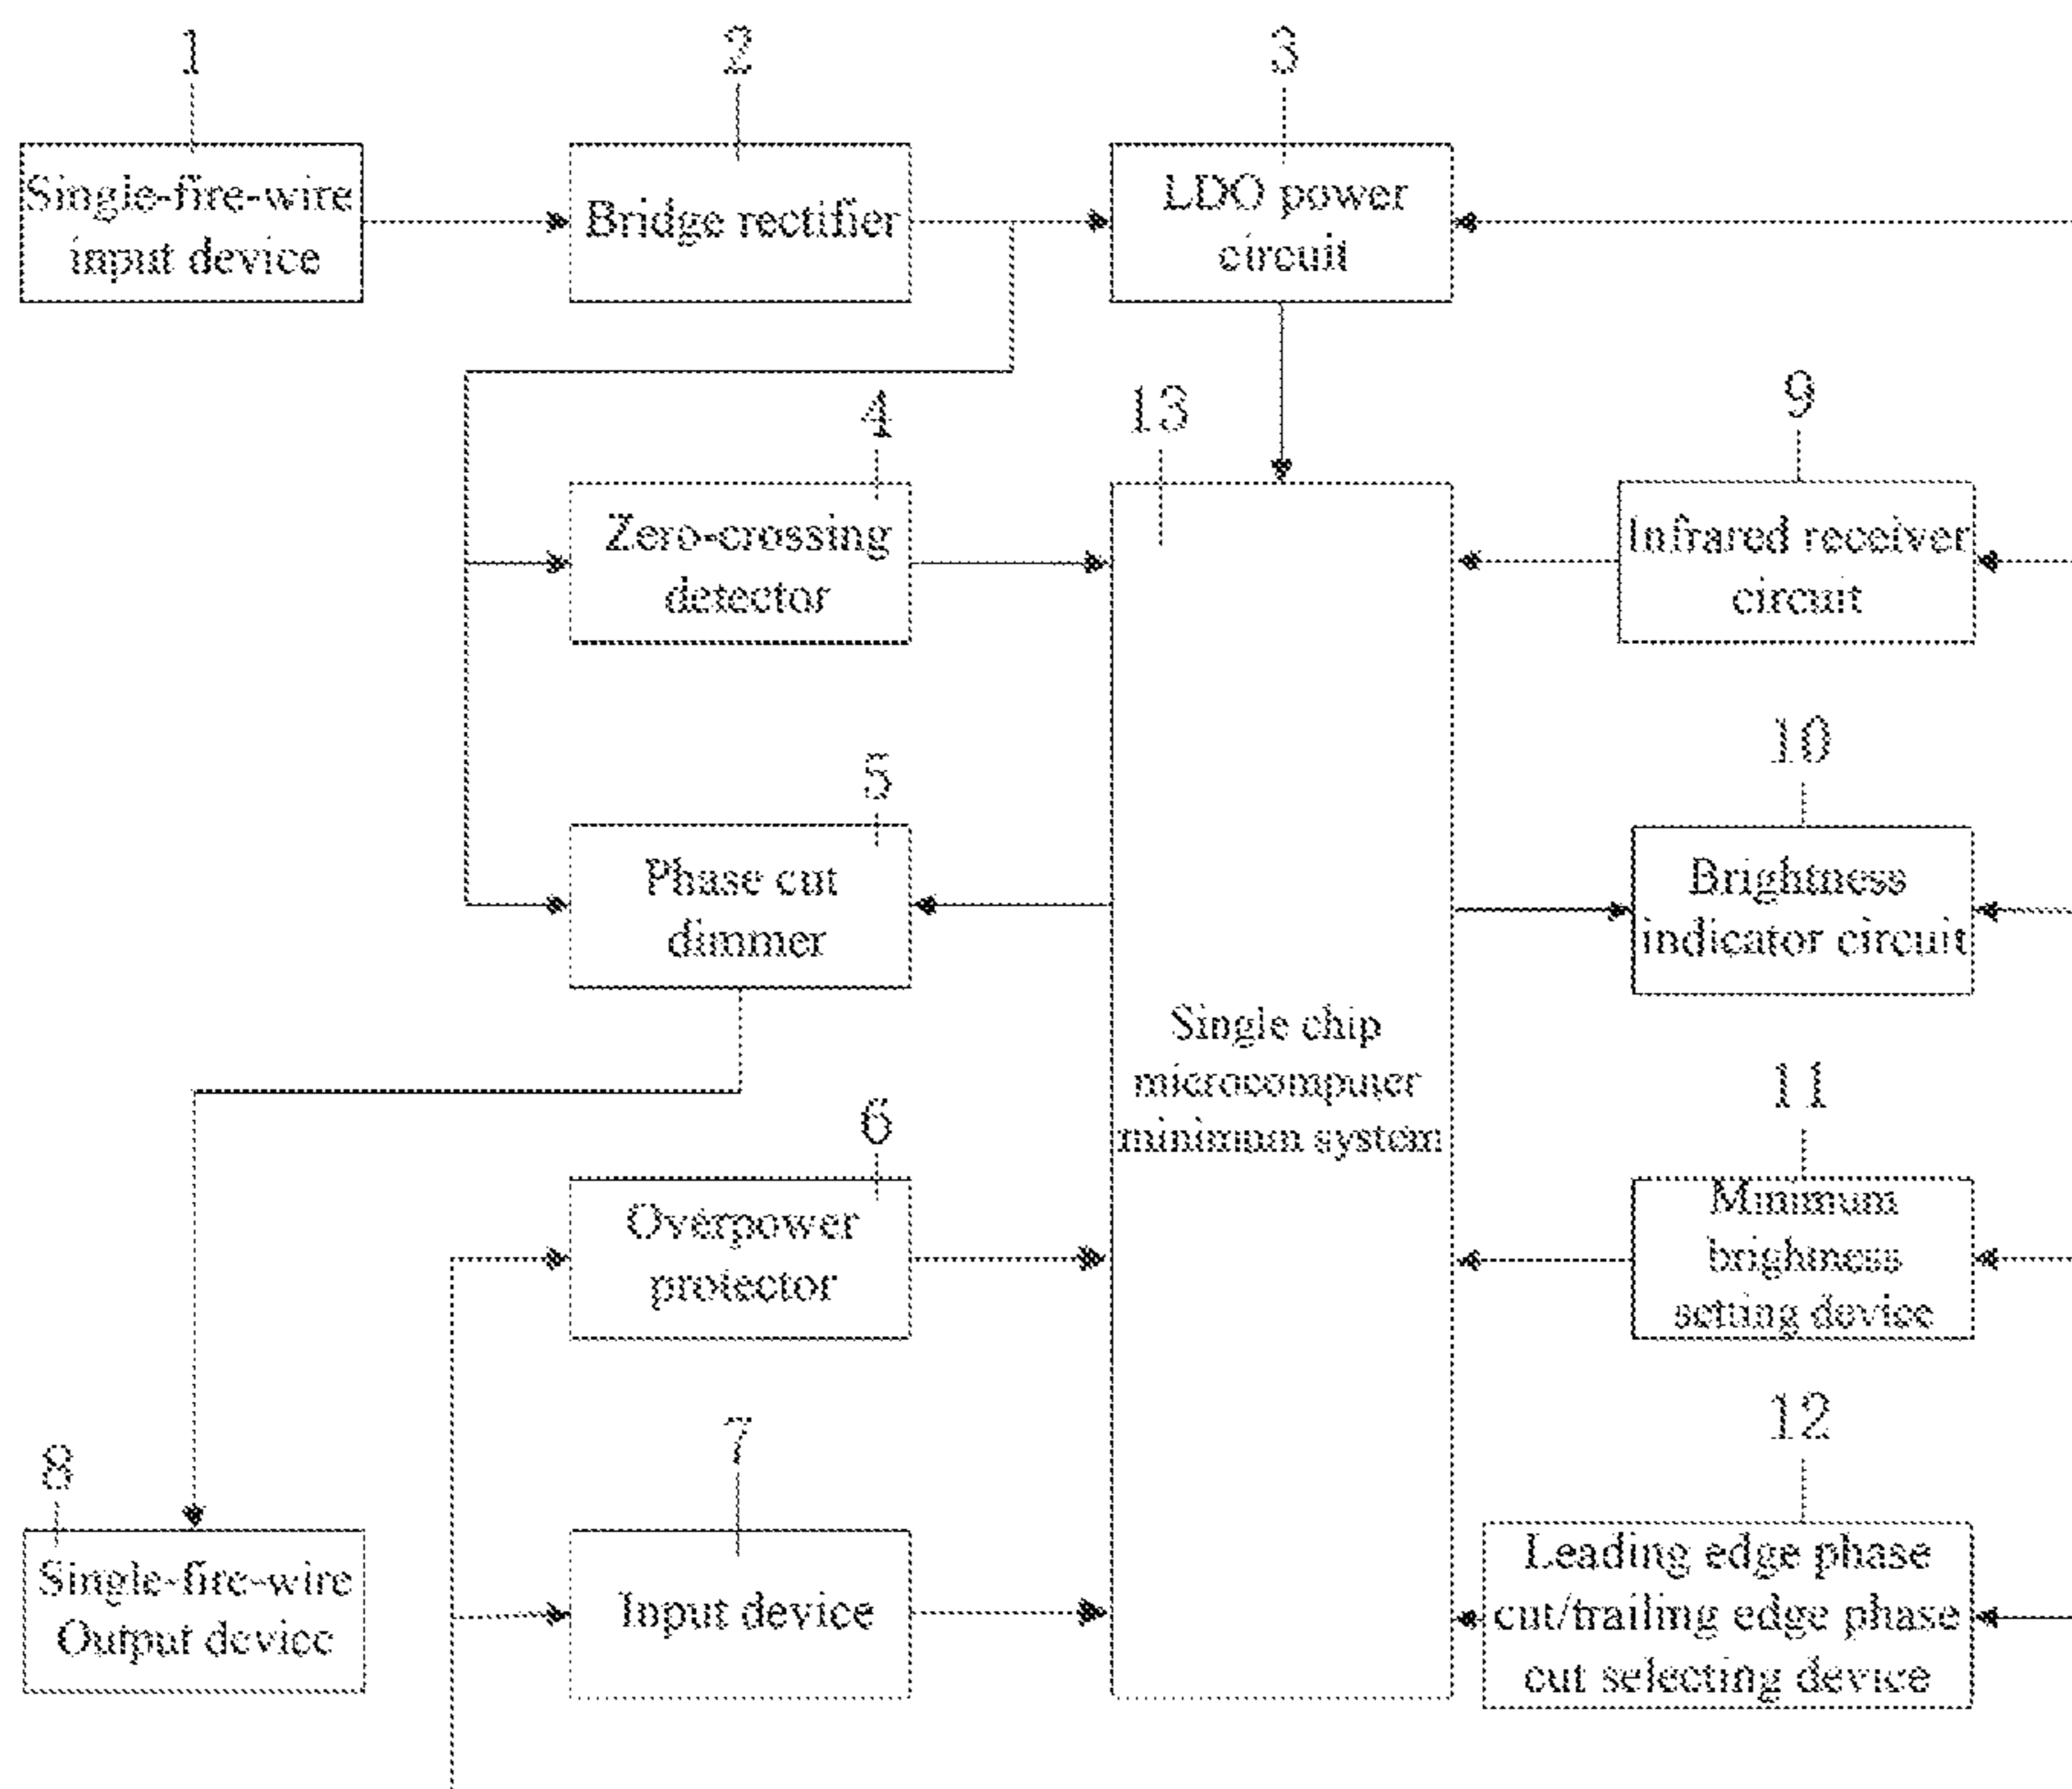 1
2
3
Single-fire-wire
input device
Bridge rectifier
LDO power
circuit
4
13
9
Zero-crossing
detector
Infrared receiver
circuit
5
10
Phase cut
dimmer
Brightness
indicator circuit
Single chip
microcomputer
minimum system
6
11
Overpower
protector
Minimum
brightness
setting device
7
12
8
Single-fire-wire
Output device
Input device
Leading edge phase
cut/trailing edge phase
cut selecting device